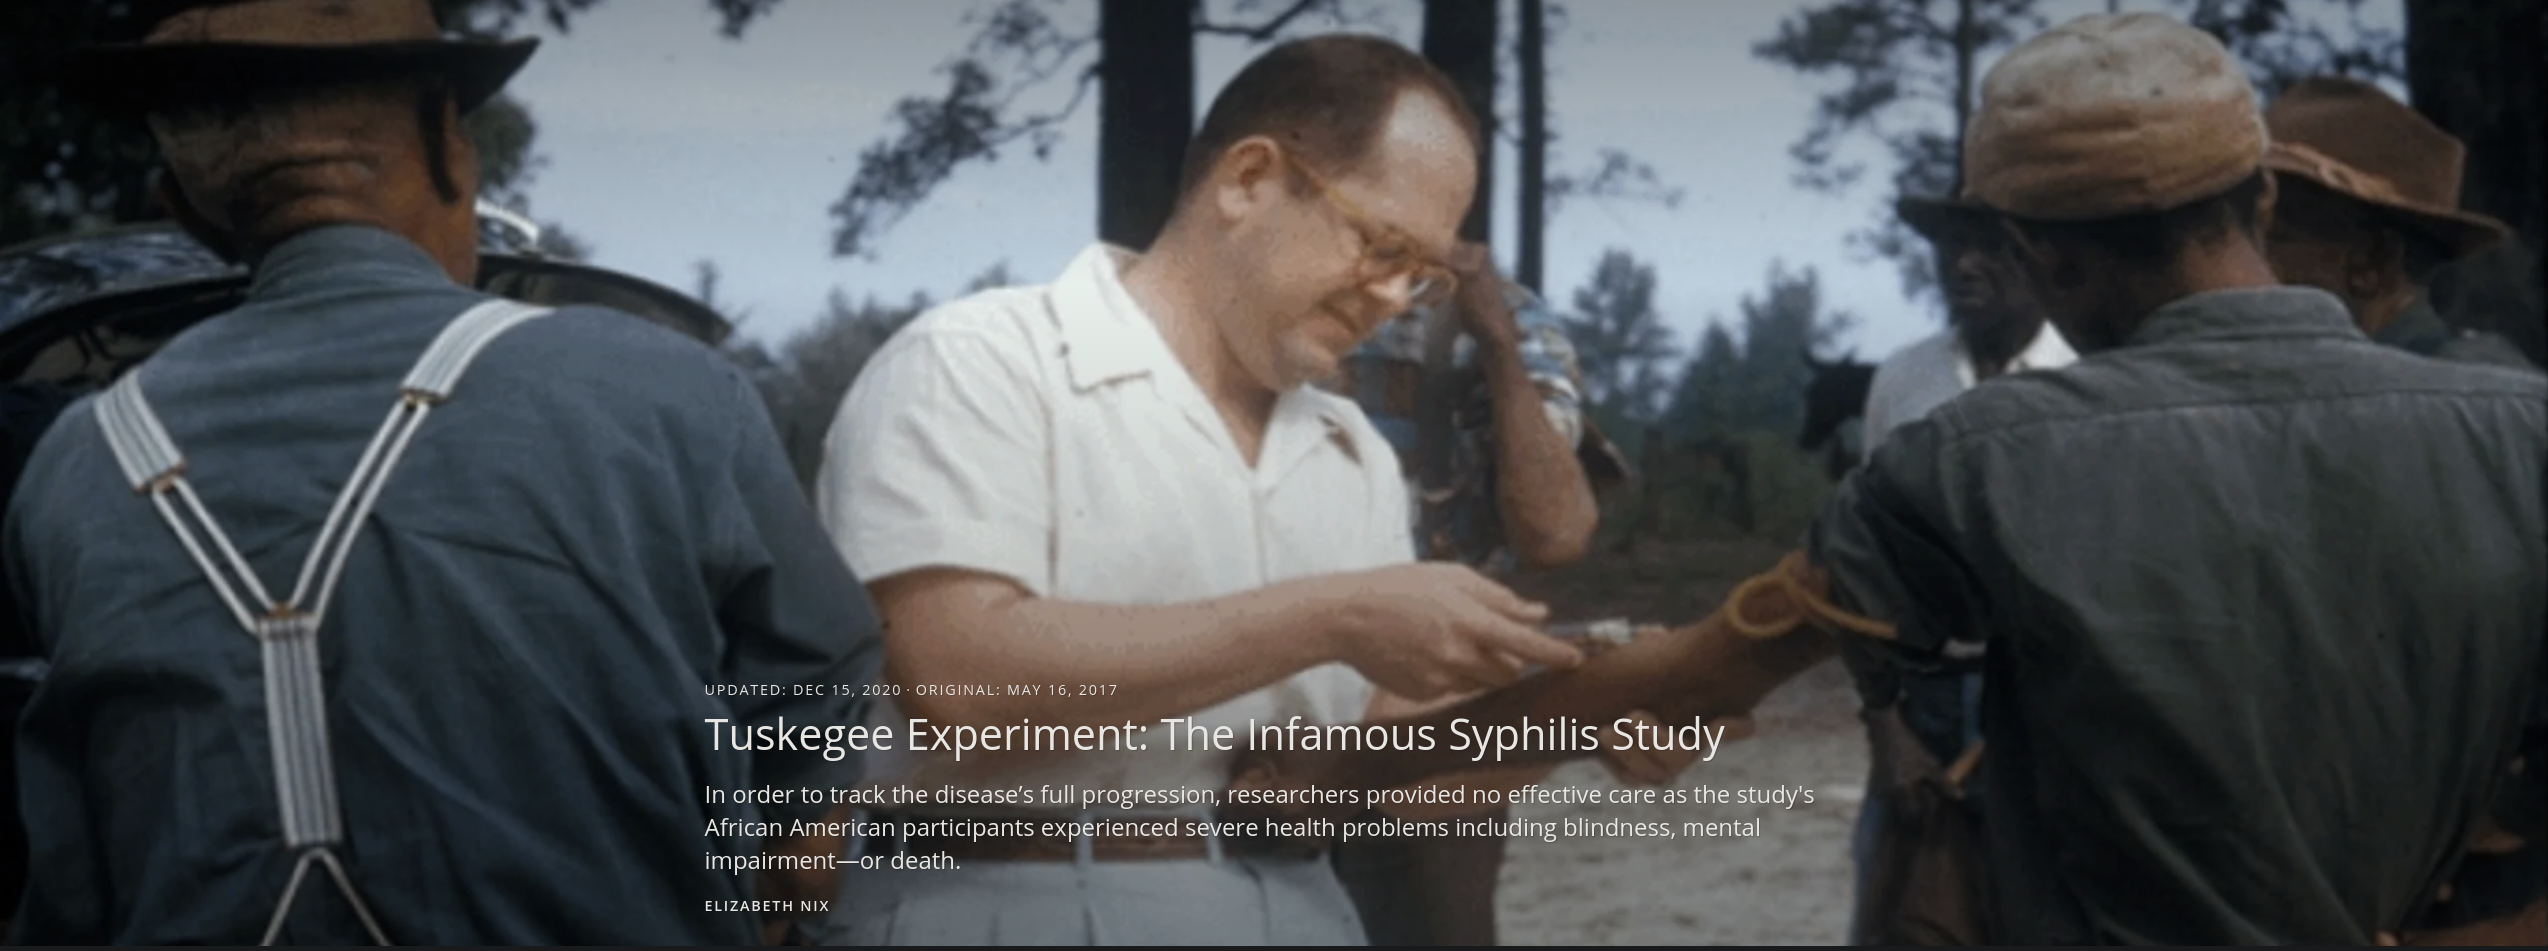 UPDATED: DEC 15, 2020 · ORIGINAL: MAY 16, 2017
Tuskegee Experiment: The Infamous Syphilis Study
In order to track the disease’s full progression, researchers provided no effective care as the study's
African American participants experienced severe health problems including blindness, mental
impairment—or death.
ELIZABETH NIX